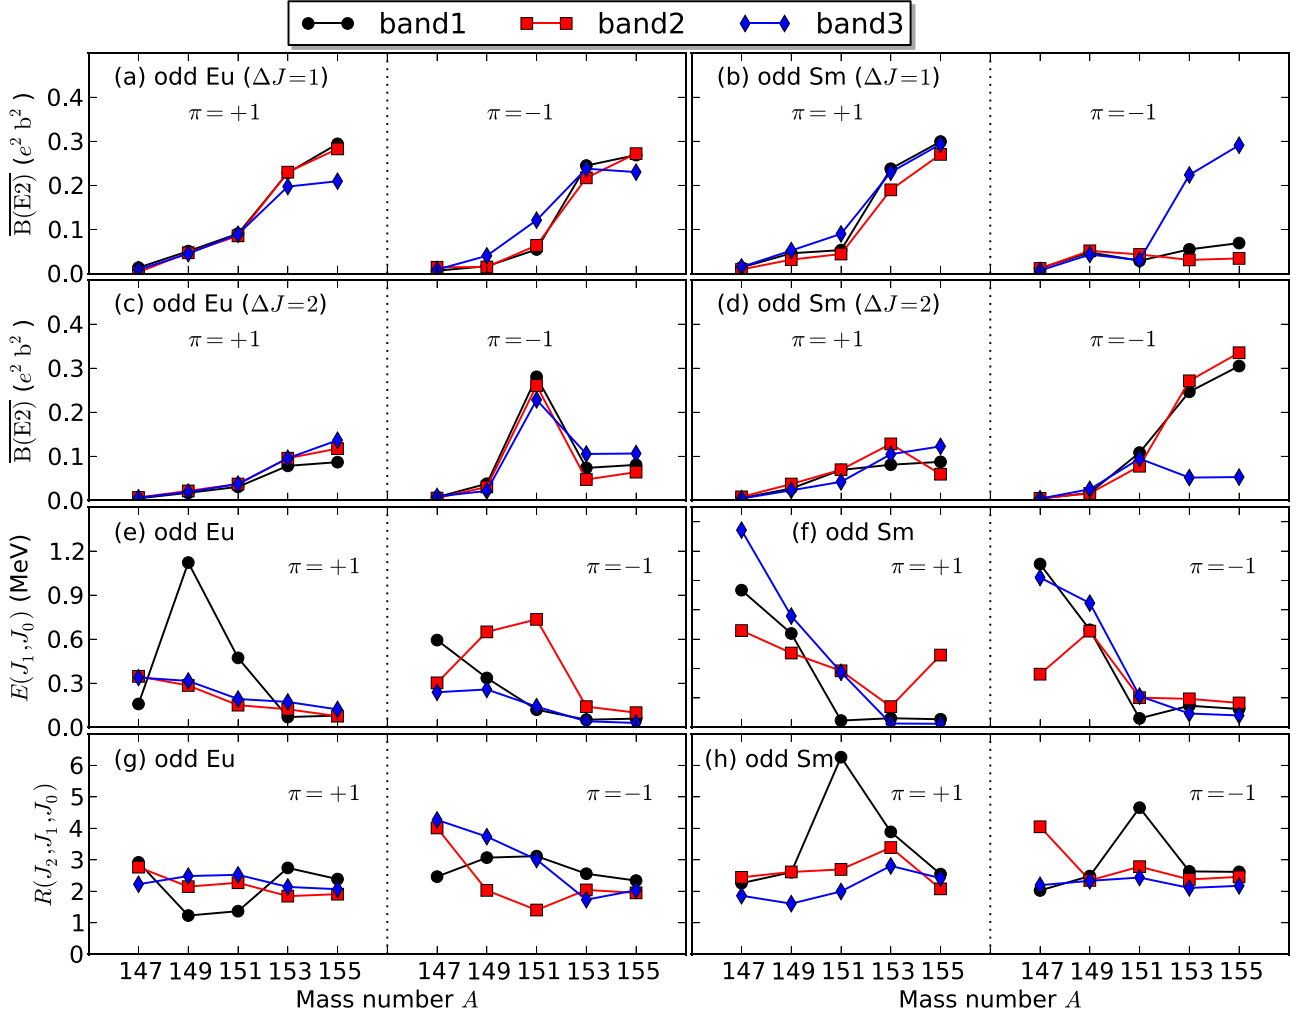 band1 band2 band3
(a) odd Eu (ΔJ=1) (b) odd Sm (ΔJ=1)
π=+1 π=−1 π=+1 π=−1
B(E2) (e² b² )
0.4
0.3
0.2
0.1
0.0
(c) odd Eu (ΔJ=2) (d) odd Sm (ΔJ=2)
π=+1 π=−1 π=+1 π=−1
B(E2) (e² b² )
0.4
0.3
0.2
0.1
0.0
(e) odd Eu (f) odd Sm
π=+1 π=−1 π=+1 π=−1
E(J₁,J₀) (MeV)
1.2
0.9
0.6
0.3
0.0
(g) odd Eu (h) odd Sm
π=+1 π=−1 π=+1 π=−1
R(J₂,J₁,J₀)
6
5
4
3
2
1
0
147 149 151 153 155 147 149 151 153 155 147 149 151 153 155 147 149 151 153 155
Mass number A Mass number A